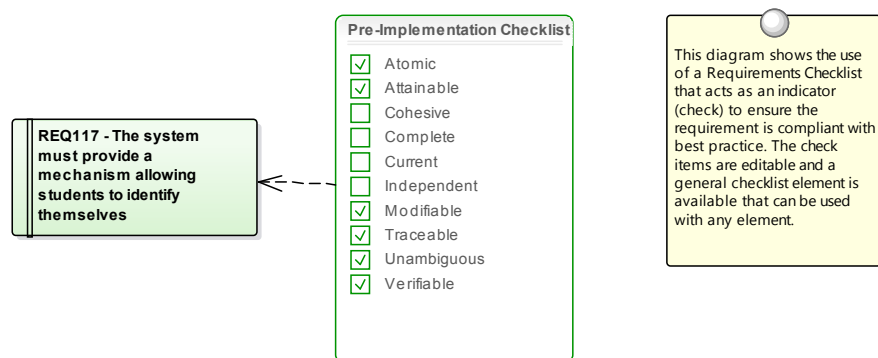 REQ117 - The system
must provide a
mechanism allowing
students to identify
themselves
Pre-Implementation Checklist
Atomic
Attainable
Cohesive
Complete
Current
Independent
Modifiable
Traceable
Unambiguous
Verifiable
This diagram shows the use
of a Requirements Checklist
that acts as an indicator
(check) to ensure the
requirement is compliant with
best practice. The check
items are editable and a
general checklist element is
available that can be used
with any element.